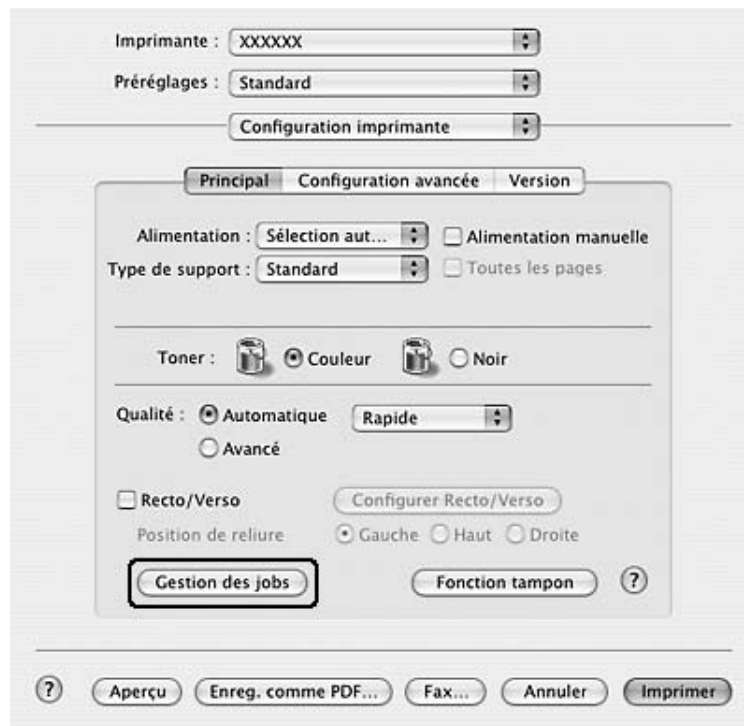 Imprimante : XXXXXX
Préréglages : Standard
Configuration imprimante
Principal Configuration avancée Version
Alimentation : Sélection aut... Alimentation manuelle
Type de support : Standard Toutes les pages
Toner : Couleur Noir
Qualité : Automatique Rapide
Avancé
Recto/Verso Configurer Recto/Verso
Position de reliure Gauche Haut Droite
Gestion des jobs Fonction tampon ?
? Aperçu Enreg. comme PDF... Fax... Annuler Imprimer